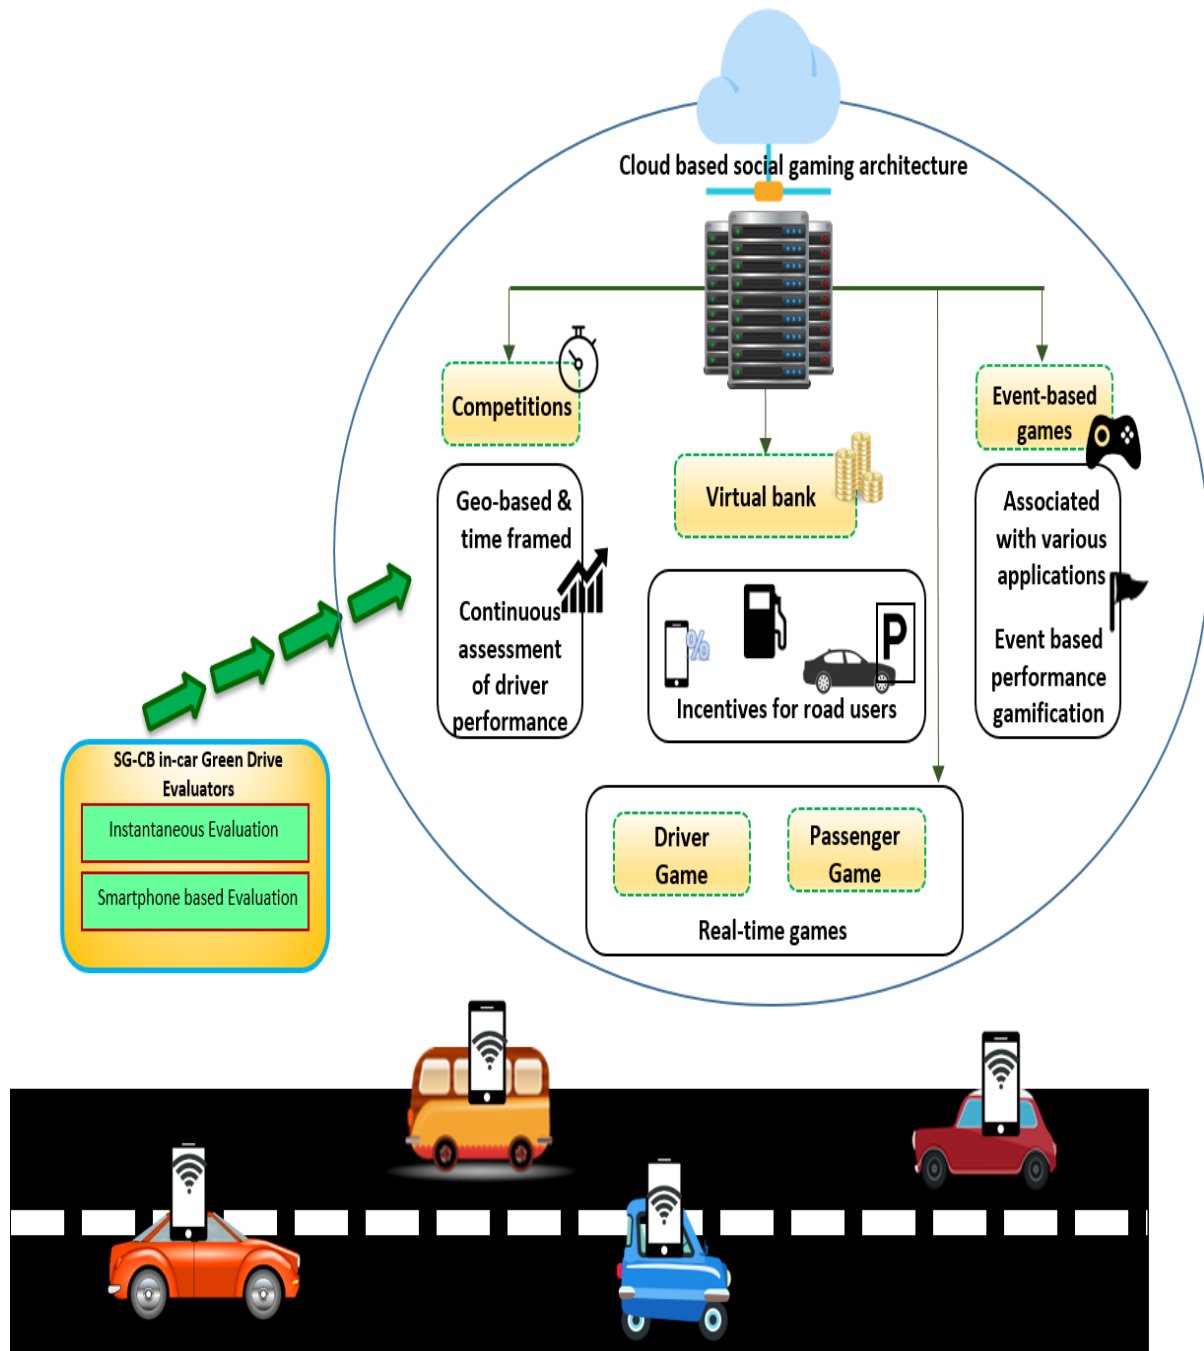 Cloud based social gaming architecture
Competitions
Geo-based &
time framed
Continuous
assessment
of driver
performance
Virtual bank
%
P
Incentives for road users
Event-based
games
Associated
with various
applications
Event based
performance
gamification
Driver
Game
Passenger
Game
Real-time games
SG-CB in-car Green Drive
Evaluators
Instantaneous Evaluation
Smartphone based Evaluation